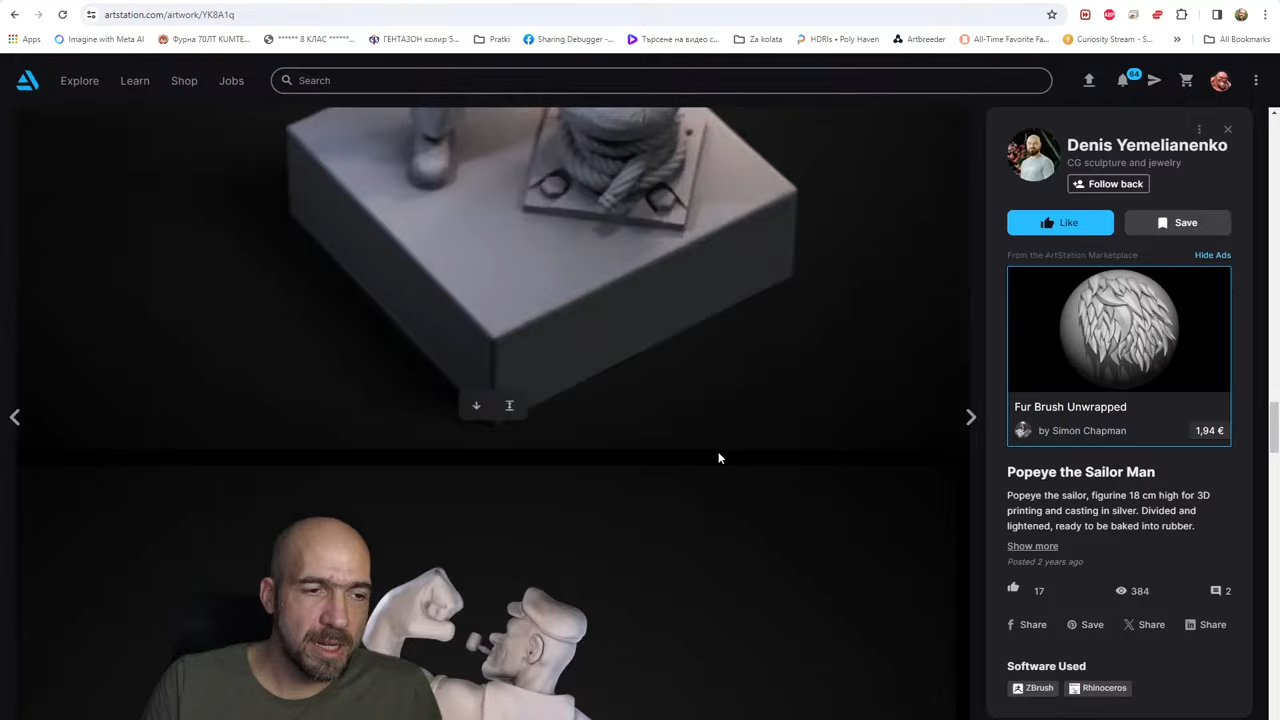 artstation.com/artwork/YK8A1q
Apps
Imagine with Meta AI
Фурна 70ЛТ KUMTE...
****** 8 КЛАС ******...
ГЕНТАЗОН колир 5...
Pratki
Sharing Debugger -...
Търсене на видео с...
Za kolata
HDRIs • Poly Haven
Artbreeder
All-Time Favorite Fa...
Curiosity Stream - S...
»
All Bookmarks
Explore
Learn
Shop
Jobs
Search
64
Denis Yemelianenko
CG sculpture and jewelry
Follow back
Like
Save
From the ArtStation Marketplace
Hide Ads
Fur Brush Unwrapped
by Simon Chapman
1,94 €
Popeye the Sailor Man
Popeye the sailor, figurine 18 cm high for 3D
printing and casting in silver. Divided and
lightened, ready to be baked into rubber.
Show more
Posted 2 years ago
17
384
2
Share
Save
Share
Share
Software Used
ZBrush
Rhinoceros